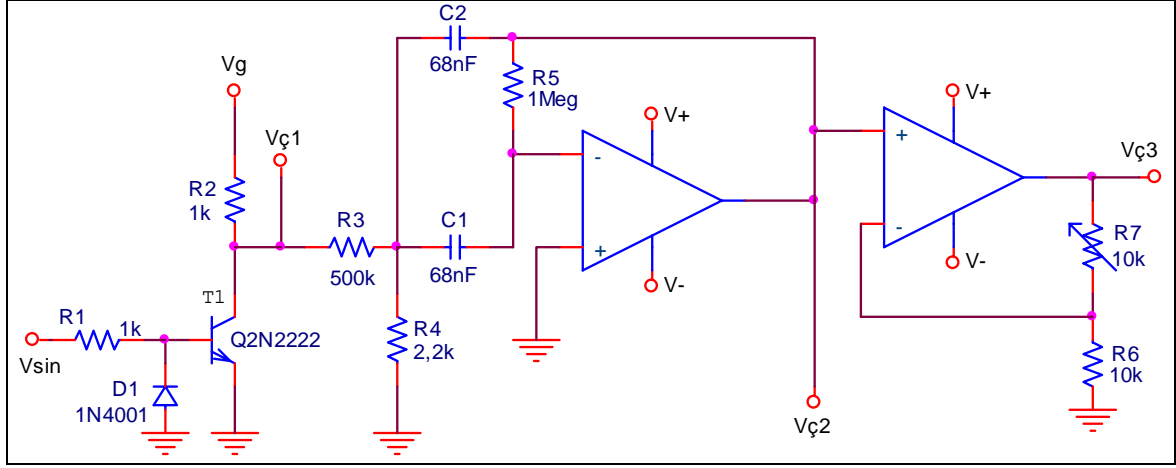 C2
68nF
Vg
R5
1Meg
V+
V+
Vç1
Vç3
R2
1k
-
+
R3
C1
R7
10k
500k
68nF
+
-
V-
V-
T1
R1
1k
Q2N2222
R4
2,2k
Vsin
R6
10k
D1
1N4001
Vç2